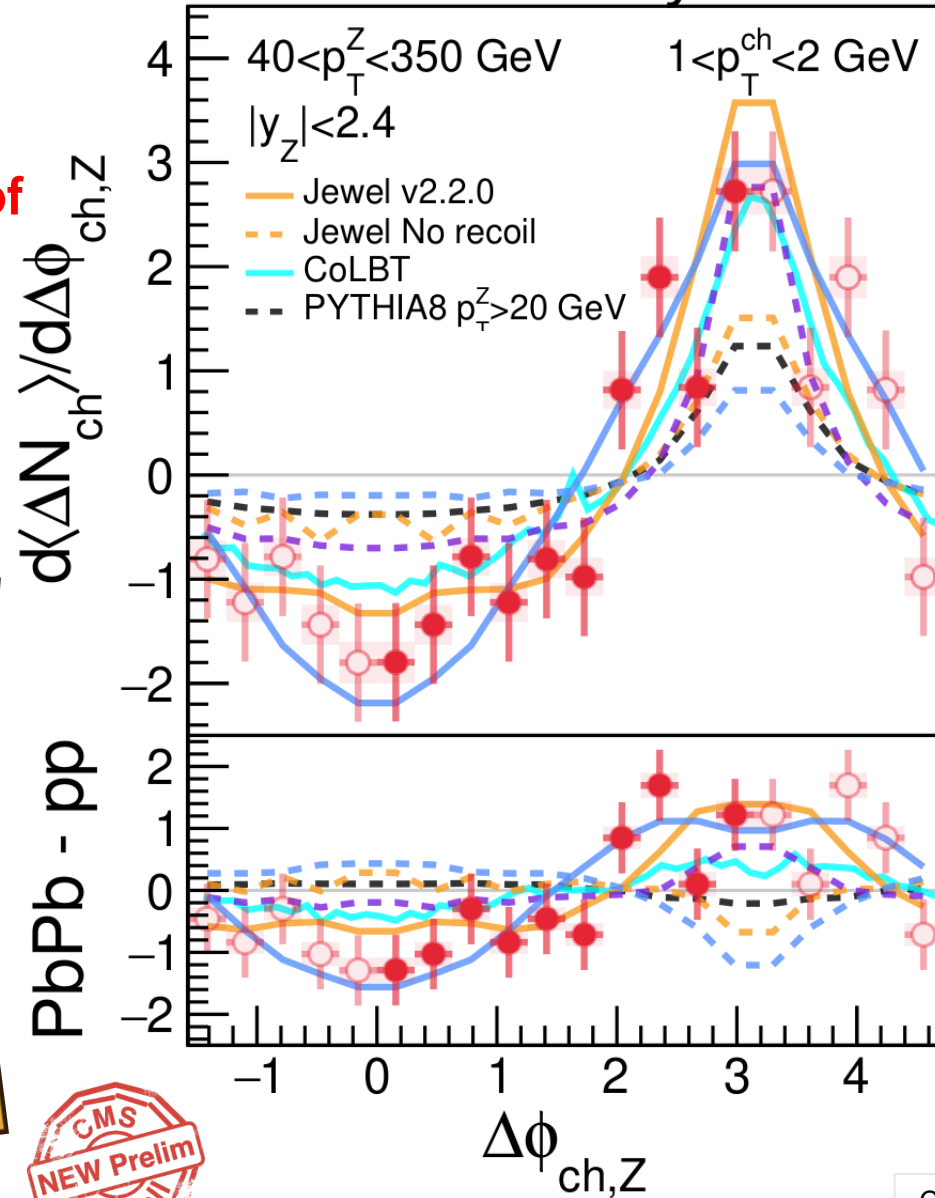 of
40<p_T^Z<350 GeV
1<p_T^ch<2 GeV
|y_Z|<2.4
Jewel v2.2.0
Jewel No recoil
CoLBT
PYTHIA8 p_T^Z>20 GeV
d⟨ΔN_ch⟩/dΔϕ_ch,Z
4
3
2
1
0
−1
−2
PbPb - pp
2
1
0
−1
−2
−1 0 1 2 3 4
Δϕ_ch,Z
CMS
NEW Prelim